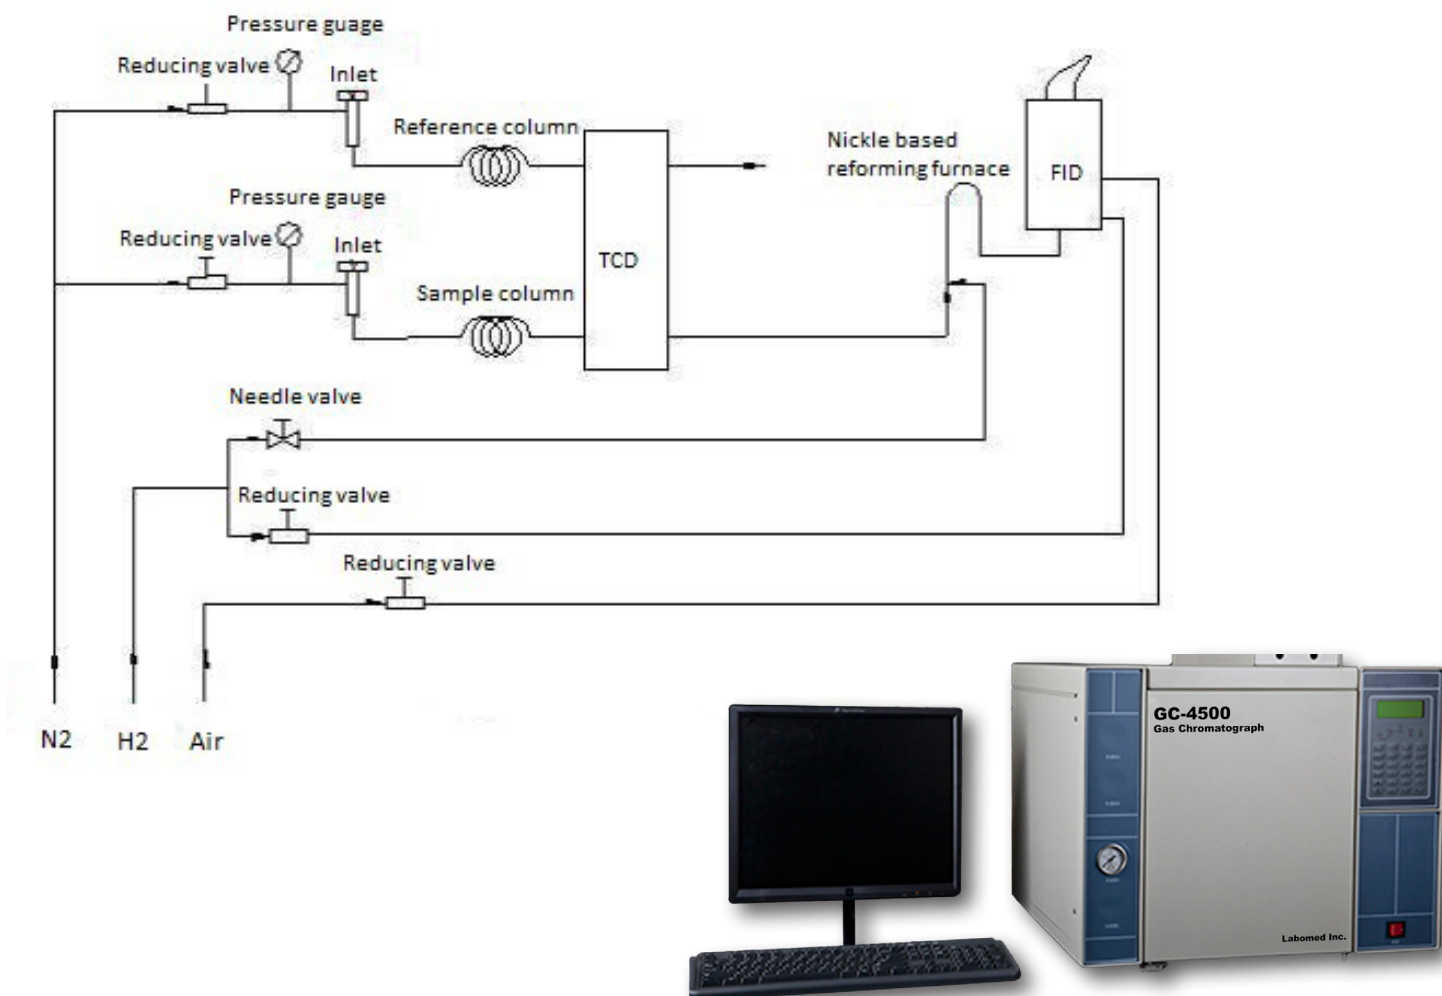 Pressure guage
Reducing valve
Inlet
Reference column
Nickle based
reforming furnace
FID
Pressure gauge
Reducing valve
Inlet
TCD
Sample column
Needle valve
Reducing valve
Reducing valve
N2
H2
Air
GC-4500
Gas Chromatograph
Labomed Inc.